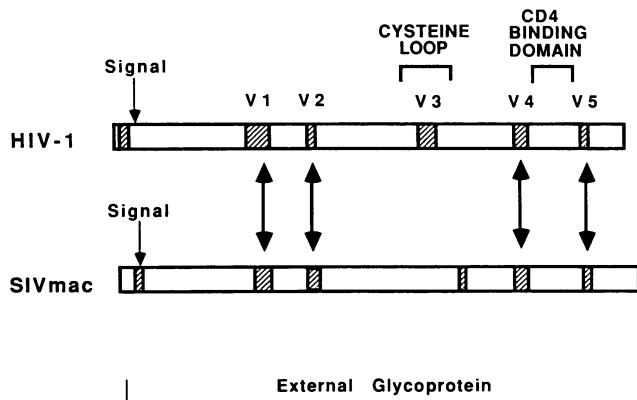 CYSTEINE
LOOP
CD4
BINDING
DOMAIN
Signal
V 1 V 2 V 3 V 4 V 5
HIV-1
Signal
SIVmac
External Glycoprotein